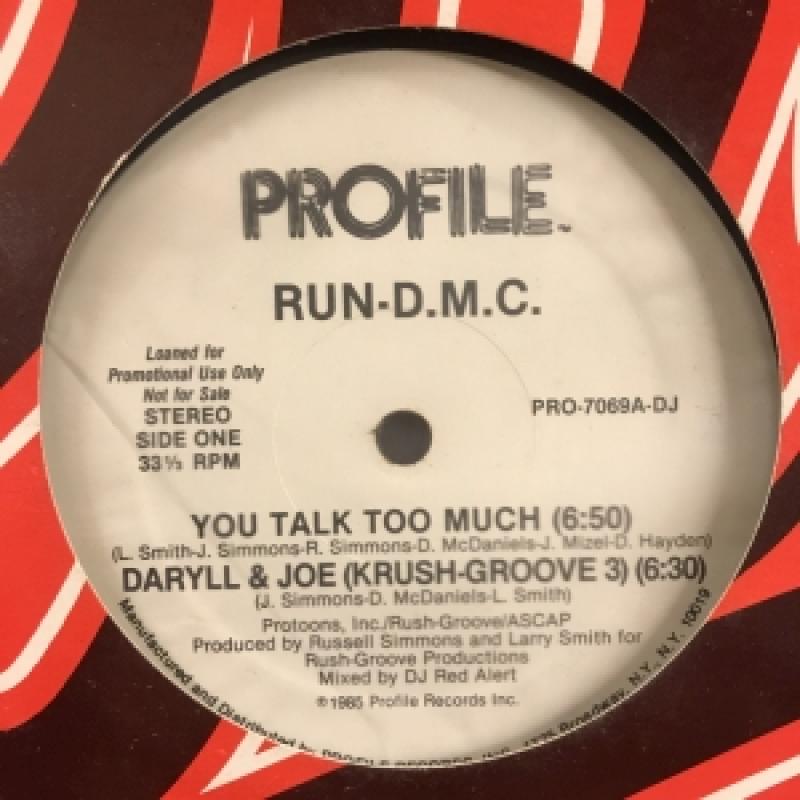 PROFILE™
RUN-D.M.C.
Loaned for
Promotional Use Only
Not for Sale
STEREO
SIDE ONE
33⅓ RPM
PRO-7069A-DJ
YOU TALK TOO MUCH (6:50)
(L. Smith-J. Simmons-R. Simmons-D. McDaniels-J. Mizel-D. Hayden)
DARYLL & JOE (KRUSH-GROOVE 3) (6:30)
(J. Simmons-D. McDaniels-L. Smith)
Protoons, Inc./Rush-Groove/ASCAP
Produced by Russell Simmons and Larry Smith for
Rush-Groove Productions
Mixed by DJ Red Alert
℗1985 Profile Records Inc.
Manufactured and Distributed by PROFILE RECORDS, INC., Broadway, N.Y., N.Y. 10019